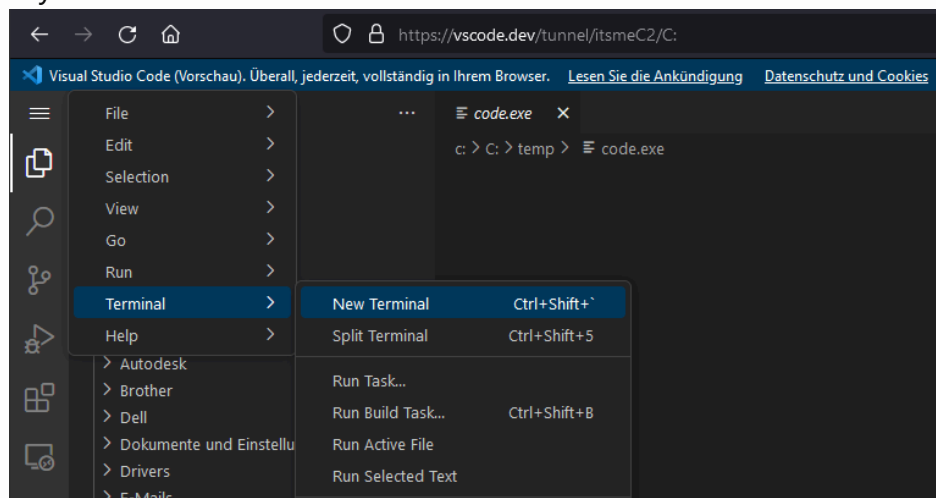 https://vscode.dev/tunnel/itsmeC2/C:
Visual Studio Code (Vorschau). Überall, jederzeit, vollständig in Ihrem Browser. Lesen Sie die Ankündigung Datenschutz und Cookies
File
Edit
Selection
View
Go
Run
Terminal
Help
... code.exe
c: > C: > temp > code.exe
New Terminal Ctrl+Shift+`
Split Terminal Ctrl+Shift+5
Run Task...
Run Build Task... Ctrl+Shift+B
Run Active File
Run Selected Text
> Autodesk
> Brother
> Dell
> Dokumente und Einstellu
> Drivers
> E-Mails